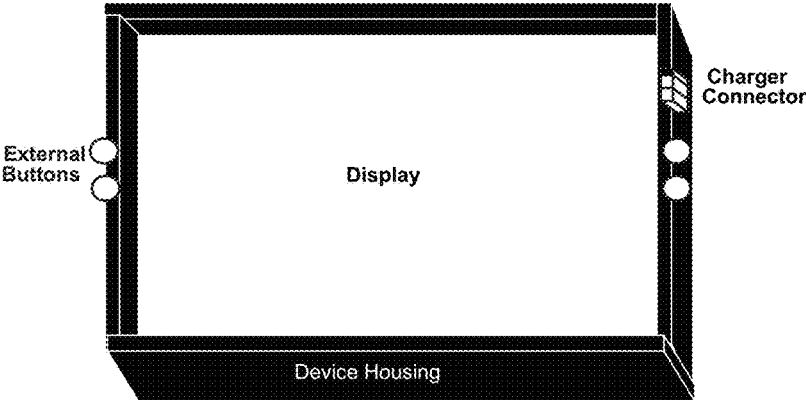 Charger
Connector
External
Buttons
Display
Device Housing